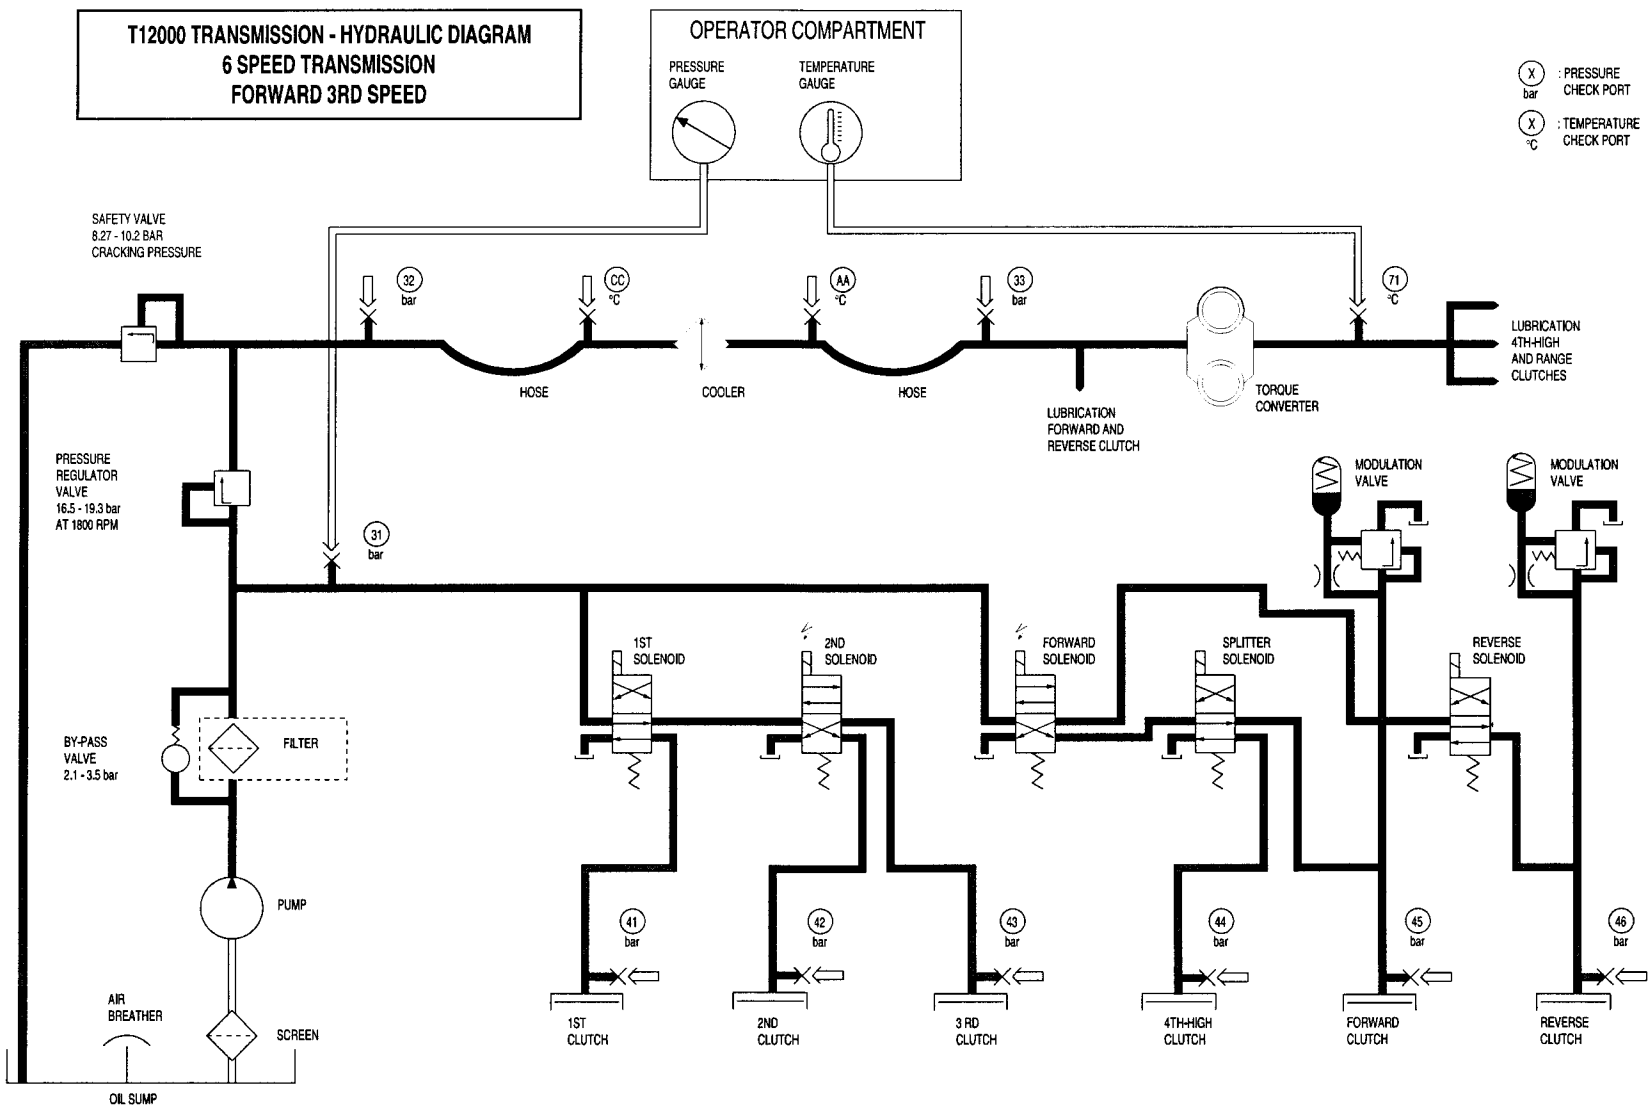 T12000 TRANSMISSION - HYDRAULIC DIAGRAM
6 SPEED TRANSMISSION
FORWARD 3RD SPEED
OPERATOR COMPARTMENT
PRESSURE
GAUGE
TEMPERATURE
GAUGE
X
bar
: PRESSURE
CHECK PORT
X
°C
: TEMPERATURE
CHECK PORT
SAFETY VALVE
8.27 - 10.2 BAR
CRACKING PRESSURE
32
bar
CC
°C
AA
°C
33
bar
71
°C
HOSE
COOLER
HOSE
LUBRICATION
FORWARD AND
REVERSE CLUTCH
TORQUE
CONVERTER
LUBRICATION
4TH-HIGH
AND RANGE
CLUTCHES
PRESSURE
REGULATOR
VALVE
16.5 - 19.3 bar
AT 1800 RPM
31
bar
MODULATION
VALVE
MODULATION
VALVE
1ST
SOLENOID
2ND
SOLENOID
FORWARD
SOLENOID
SPLITTER
SOLENOID
REVERSE
SOLENOID
BY-PASS
VALVE
2.1 - 3.5 bar
FILTER
PUMP
41
bar
42
bar
43
bar
44
bar
45
bar
46
bar
AIR
BREATHER
SCREEN
OIL SUMP
1ST
CLUTCH
2ND
CLUTCH
3 RD
CLUTCH
4TH-HIGH
CLUTCH
FORWARD
CLUTCH
REVERSE
CLUTCH